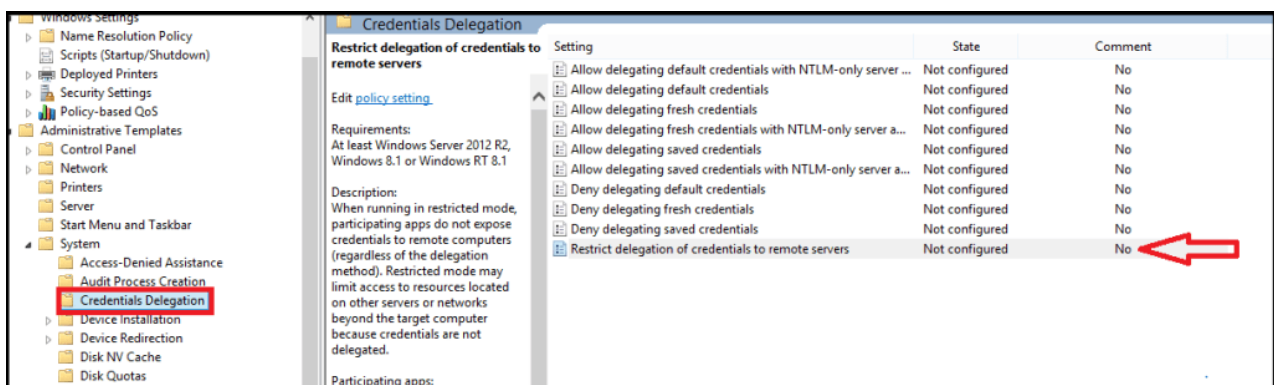 Windows Settings
Name Resolution Policy
Scripts (Startup/Shutdown)
Deployed Printers
Security Settings
Policy-based QoS
Administrative Templates
Control Panel
Network
Printers
Server
Start Menu and Taskbar
System
Access-Denied Assistance
Audit Process Creation
Credentials Delegation
Device Installation
Device Redirection
Disk NV Cache
Disk Quotas
Credentials Delegation
Restrict delegation of credentials to
remote servers
Edit policy setting
Requirements:
At least Windows Server 2012 R2,
Windows 8.1 or Windows RT 8.1
Description:
When running in restricted mode,
participating apps do not expose
credentials to remote computers
(regardless of the delegation
method). Restricted mode may
limit access to resources located
on other servers or networks
beyond the target computer
because credentials are not
delegated.
Participating apps:
Setting State Comment
Allow delegating default credentials with NTLM-only server ... Not configured No
Allow delegating default credentials Not configured No
Allow delegating fresh credentials Not configured No
Allow delegating fresh credentials with NTLM-only server a... Not configured No
Allow delegating saved credentials Not configured No
Allow delegating saved credentials with NTLM-only server a... Not configured No
Deny delegating default credentials Not configured No
Deny delegating fresh credentials Not configured No
Deny delegating saved credentials Not configured No
Restrict delegation of credentials to remote servers Not configured No